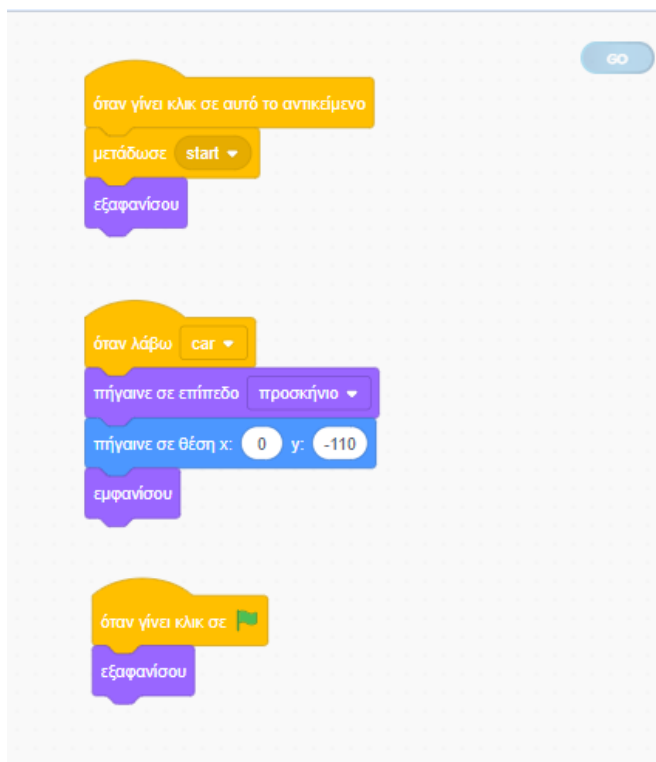 GO
όταν γίνει κλικ σε αυτό το αντικείμενο
μετάδωσε start
εξαφανίσου
όταν λάβω car
πήγαινε σε επίπεδο προσκήνιο
πήγαινε σε θέση x: 0 y: -110
εμφανίσου
όταν γίνει κλικ σε
εξαφανίσου